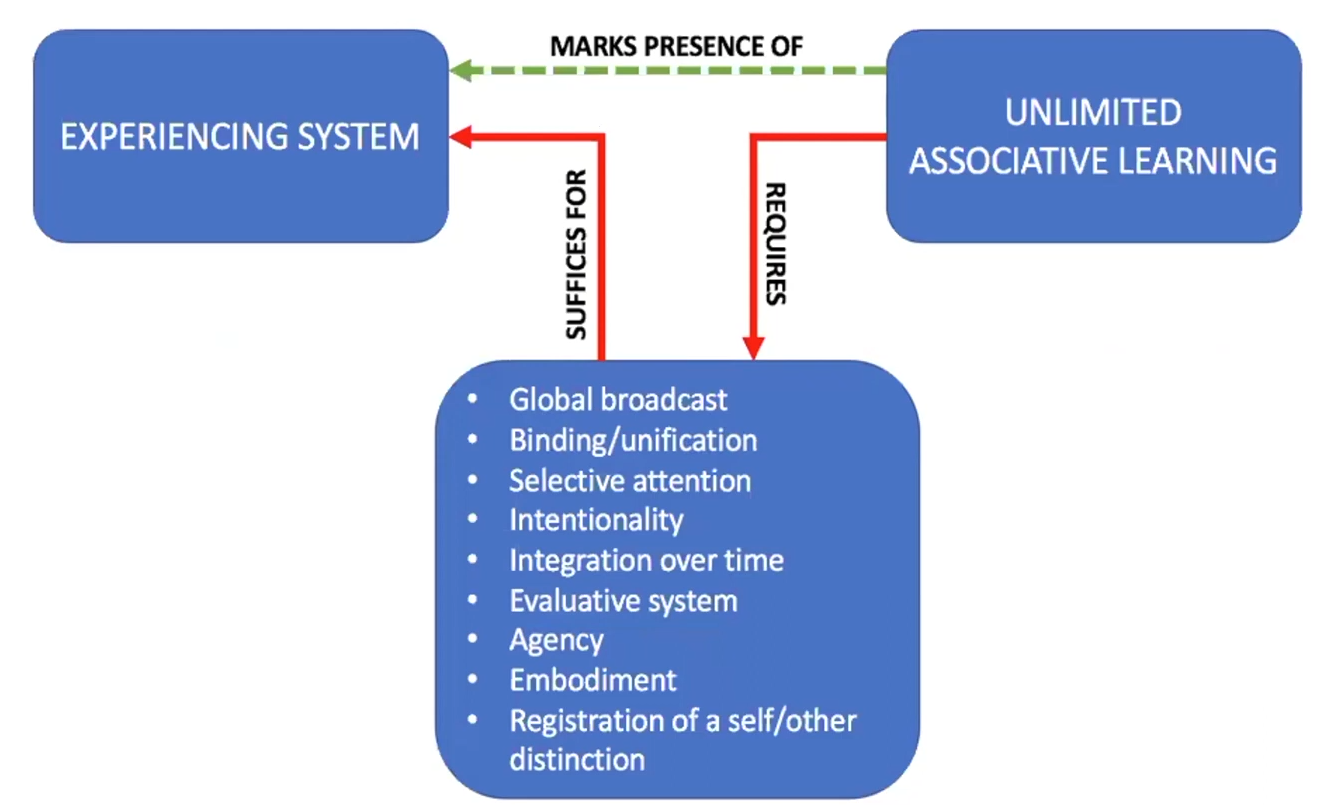 MARKS PRESENCE OF
EXPERIENCING SYSTEM
UNLIMITED
ASSOCIATIVE LEARNING
SUFFICES FOR
REQUIRES
• Global broadcast
• Binding/unification
• Selective attention
• Intentionality
• Integration over time
• Evaluative system
• Agency
• Embodiment
• Registration of a self/other
distinction